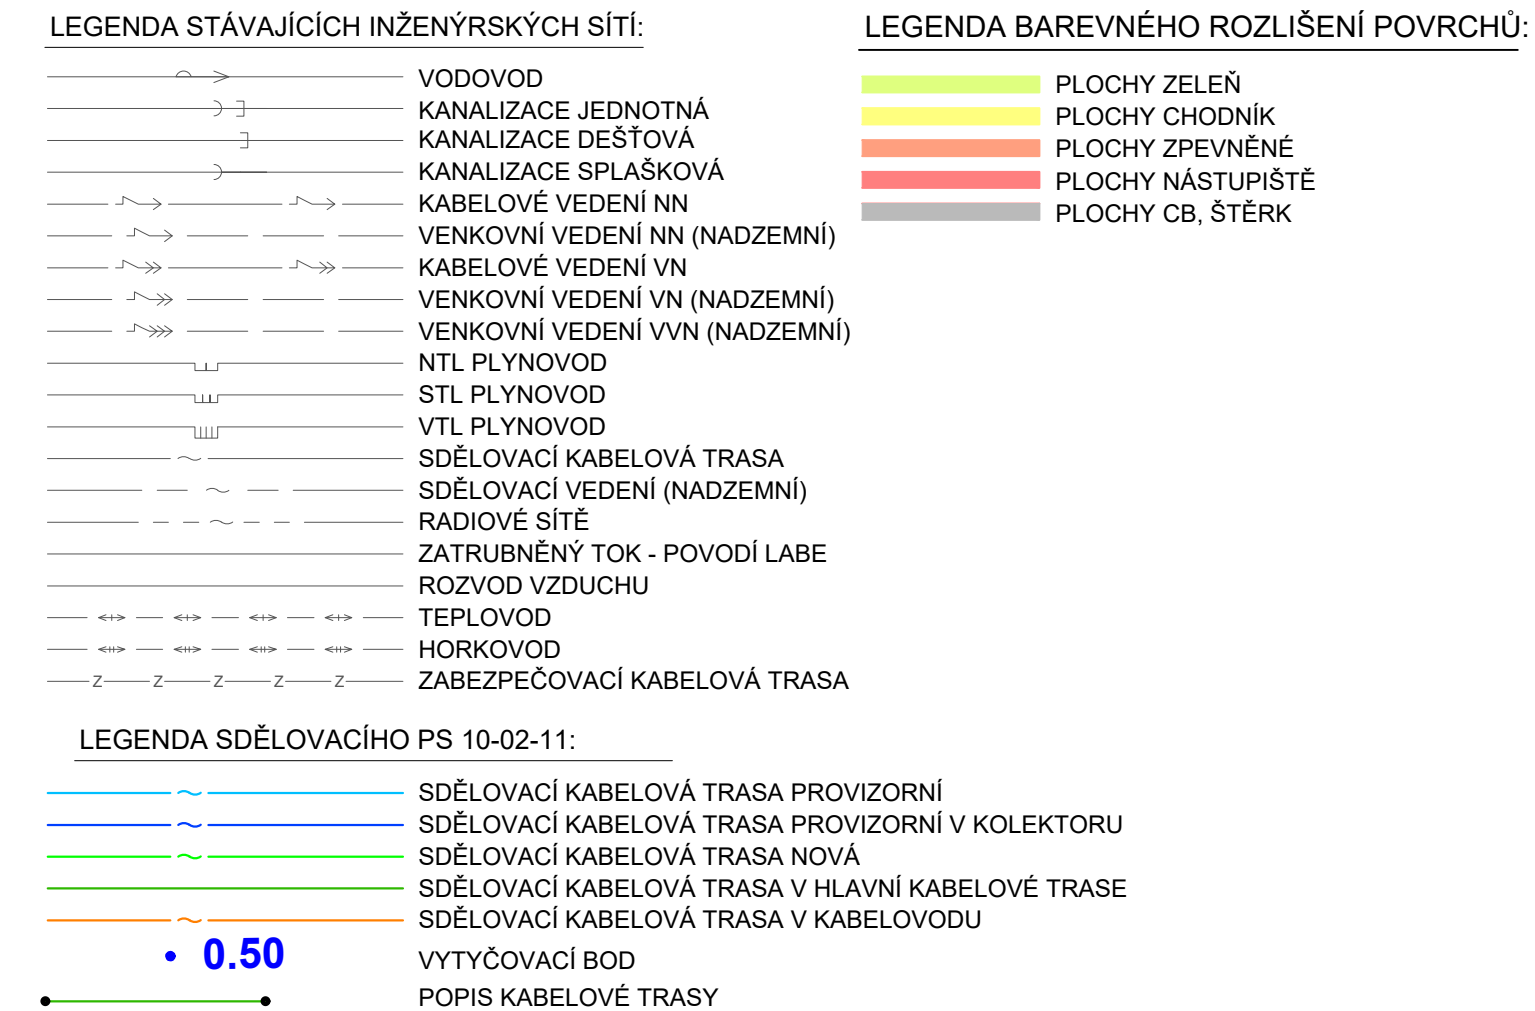 LEGENDA STÁVAJÍCÍCH INŽENÝRSKÝCH SÍTÍ:
VODOVOD
KANALIZACE JEDNOTNÁ
KANALIZACE DEŠŤOVÁ
KANALIZACE SPLAŠKOVÁ
KABELOVÉ VEDENÍ NN
VENKOVNÍ VEDENÍ NN (NADZEMNÍ)
KABELOVÉ VEDENÍ VN
VENKOVNÍ VEDENÍ VN (NADZEMNÍ)
VENKOVNÍ VEDENÍ VVN (NADZEMNÍ)
NTL PLYNOVOD
STL PLYNOVOD
VTL PLYNOVOD
SDĚLOVACÍ KABELOVÁ TRASA
SDĚLOVACÍ VEDENÍ (NADZEMNÍ)
RADIOVÉ SÍTĚ
ZATRUBNĚNÝ TOK - POVODÍ LABE
ROZVOD VZDUCHU
TEPLOVOD
HORKOVOD
Z Z Z Z Z ZABEZPEČOVACÍ KABELOVÁ TRASA
LEGENDA BAREVNÉHO ROZLIŠENÍ POVRCHŮ:
PLOCHY ZELEŇ
PLOCHY CHODNÍK
PLOCHY ZPEVNĚNÉ
PLOCHY NÁSTUPIŠTĚ
PLOCHY CB, ŠTĚRK
LEGENDA SDĚLOVACÍHO PS 10-02-11:
SDĚLOVACÍ KABELOVÁ TRASA PROVIZORNÍ
SDĚLOVACÍ KABELOVÁ TRASA PROVIZORNÍ V KOLEKTORU
SDĚLOVACÍ KABELOVÁ TRASA NOVÁ
SDĚLOVACÍ KABELOVÁ TRASA V HLAVNÍ KABELOVÉ TRASE
SDĚLOVACÍ KABELOVÁ TRASA V KABELOVODU
0.50 VYTYČOVACÍ BOD
POPIS KABELOVÉ TRASY